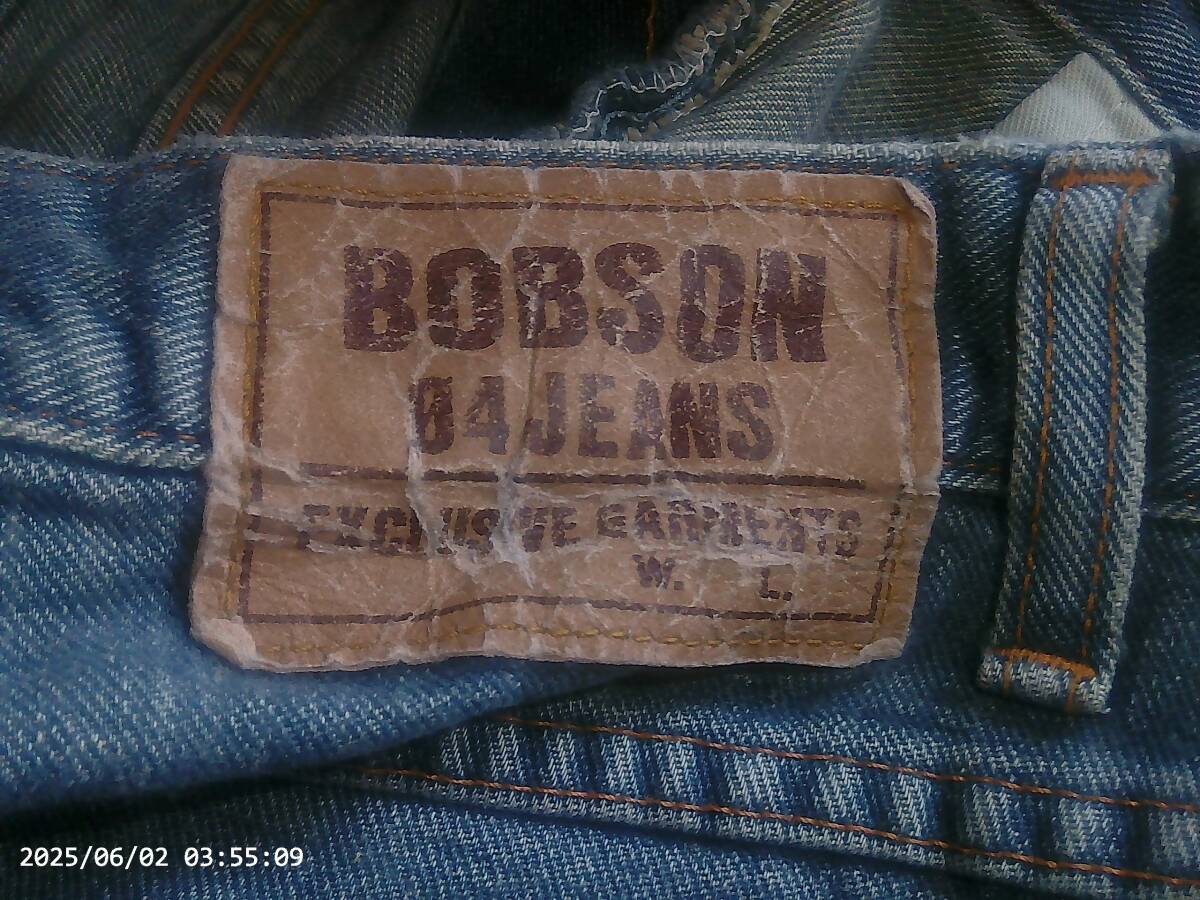 BOBSON
04JEANS
EXCLUSIVE GARMENTS
W. L.
2025/06/02 03:55:09